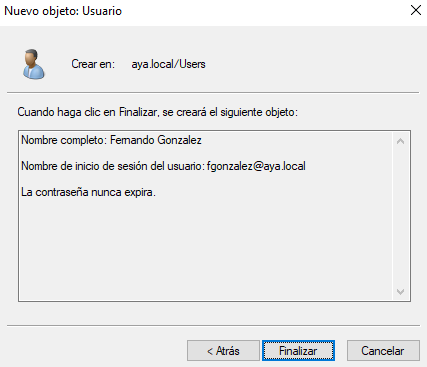 Nuevo objeto: Usuario
Crear en: aya.local/Users
Cuando haga clic en Finalizar, se creará el siguiente objeto:
Nombre completo: Fernando Gonzalez
Nombre de inicio de sesión del usuario: fgonzalez@aya.local
La contraseña nunca expira.
< Atrás Finalizar Cancelar